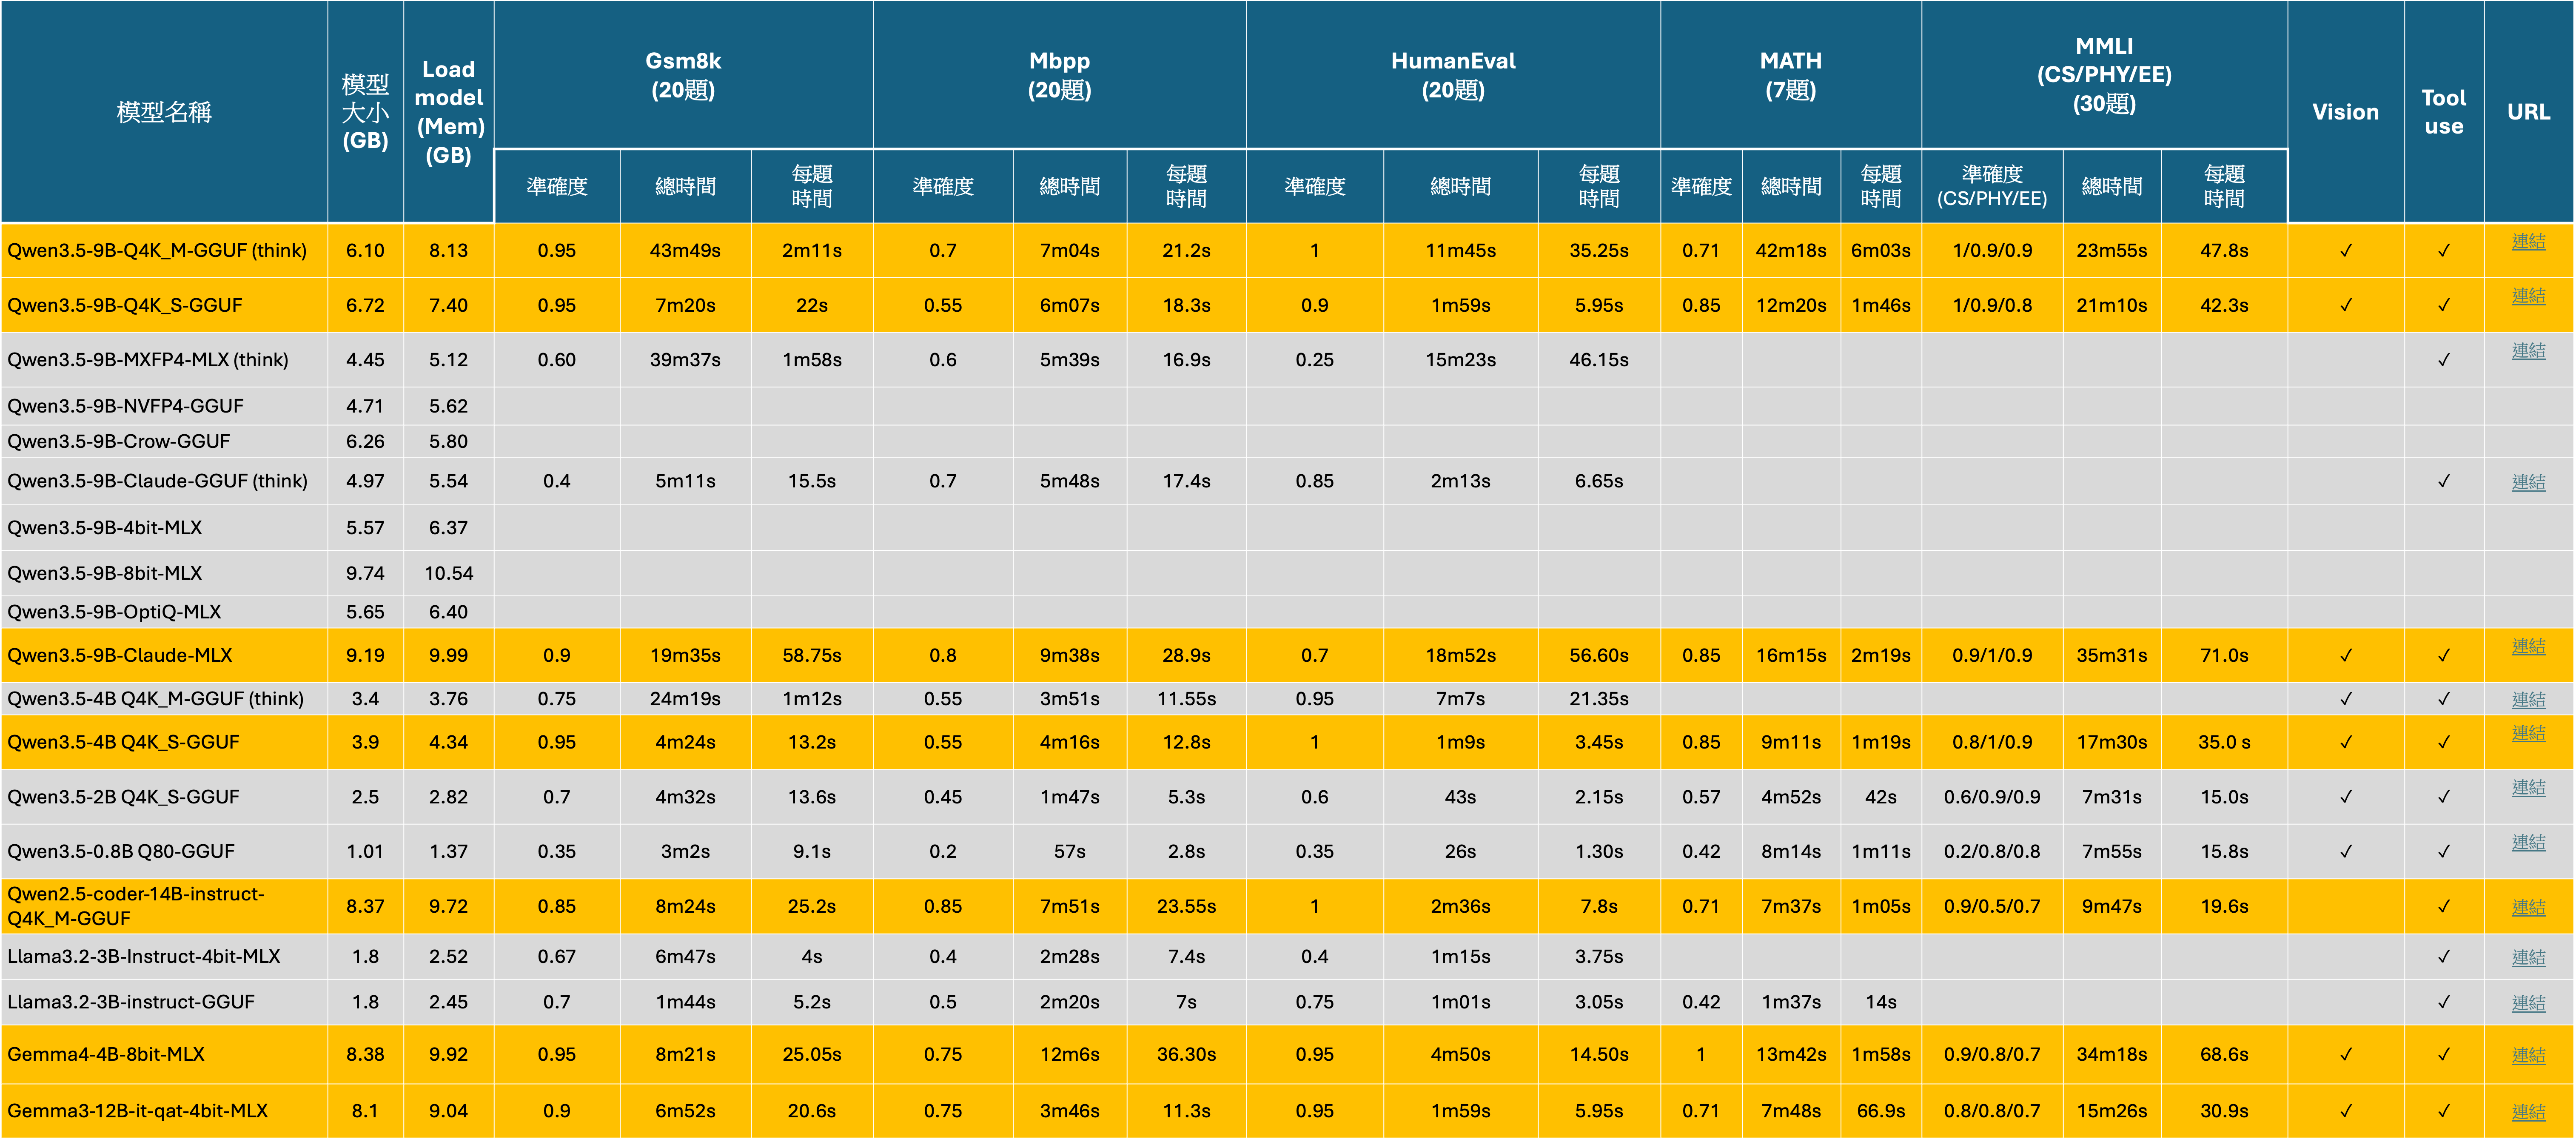 模型名稱 模型大小(GB) Load model (Mem) (GB) Gsm8k (20題) Mbpp (20題) HumanEval (20題) MATH (7題) MMLI (CS/PHY/EE) (30題) Vision Tool use URL
準確度 總時間 每題時間 準確度 總時間 每題時間 準確度 總時間 每題時間 準確度 總時間 每題時間 準確度 (CS/PHY/EE) 總時間 每題時間
Qwen3.5-9B-Q4K_M-GGUF (think) 6.10 8.13 0.95 43m49s 2m11s 0.7 7m04s 21.2s 1 11m45s 35.25s 0.71 42m18s 6m03s 1/0.9/0.9 23m55s 47.8s ✓ ✓ 連結
Qwen3.5-9B-Q4K_S-GGUF 6.72 7.40 0.95 7m20s 22s 0.55 6m07s 18.3s 0.9 1m59s 5.95s 0.85 12m20s 1m46s 1/0.9/0.8 21m10s 42.3s ✓ ✓ 連結
Qwen3.5-9B-MXFP4-MLX (think) 4.45 5.12 0.60 39m37s 1m58s 0.6 5m39s 16.9s 0.25 15m23s 46.15s ✓ 連結
Qwen3.5-9B-NVFP4-GGUF 4.71 5.62
Qwen3.5-9B-Crow-GGUF 6.26 5.80
Qwen3.5-9B-Claude-GGUF (think) 4.97 5.54 0.4 5m11s 15.5s 0.7 5m48s 17.4s 0.85 2m13s 6.65s ✓ 連結
Qwen3.5-9B-4bit-MLX 5.57 6.37
Qwen3.5-9B-8bit-MLX 9.74 10.54
Qwen3.5-9B-OptiQ-MLX 5.65 6.40
Qwen3.5-9B-Claude-MLX 9.19 9.99 0.9 19m35s 58.75s 0.8 9m38s 28.9s 0.7 18m52s 56.60s 0.85 16m15s 2m19s 0.9/1/0.9 35m31s 71.0s ✓ ✓ 連結
Qwen3.5-4B Q4K_M-GGUF (think) 3.4 3.76 0.75 24m19s 1m12s 0.55 3m51s 11.55s 0.95 7m7s 21.35s ✓ ✓ 連結
Qwen3.5-4B Q4K_S-GGUF 3.9 4.34 0.95 4m24s 13.2s 0.55 4m16s 12.8s 1 1m9s 3.45s 0.85 9m11s 1m19s 0.8/1/0.9 17m30s 35.0 s ✓ ✓ 連結
Qwen3.5-2B Q4K_S-GGUF 2.5 2.82 0.7 4m32s 13.6s 0.45 1m47s 5.3s 0.6 43s 2.15s 0.57 4m52s 42s 0.6/0.9/0.9 7m31s 15.0s ✓ ✓ 連結
Qwen3.5-0.8B Q80-GGUF 1.01 1.37 0.35 3m2s 9.1s 0.2 57s 2.8s 0.35 26s 1.30s 0.42 8m14s 1m11s 0.2/0.8/0.8 7m55s 15.8s ✓ ✓ 連結
Qwen2.5-coder-14B-instruct-Q4K_M-GGUF 8.37 9.72 0.85 8m24s 25.2s 0.85 7m51s 23.55s 1 2m36s 7.8s 0.71 7m37s 1m05s 0.9/0.5/0.7 9m47s 19.6s ✓ 連結
Llama3.2-3B-Instruct-4bit-MLX 1.8 2.52 0.67 6m47s 4s 0.4 2m28s 7.4s 0.4 1m15s 3.75s ✓ 連結
Llama3.2-3B-instruct-GGUF 1.8 2.45 0.7 1m44s 5.2s 0.5 2m20s 7s 0.75 1m01s 3.05s 0.42 1m37s 14s ✓ 連結
Gemma4-4B-8bit-MLX 8.38 9.92 0.95 8m21s 25.05s 0.75 12m6s 36.30s 0.95 4m50s 14.50s 1 13m42s 1m58s 0.9/0.8/0.7 34m18s 68.6s ✓ ✓ 連結
Gemma3-12B-it-qat-4bit-MLX 8.1 9.04 0.9 6m52s 20.6s 0.75 3m46s 11.3s 0.95 1m59s 5.95s 0.71 7m48s 66.9s 0.8/0.8/0.7 15m26s 30.9s ✓ ✓ 連結